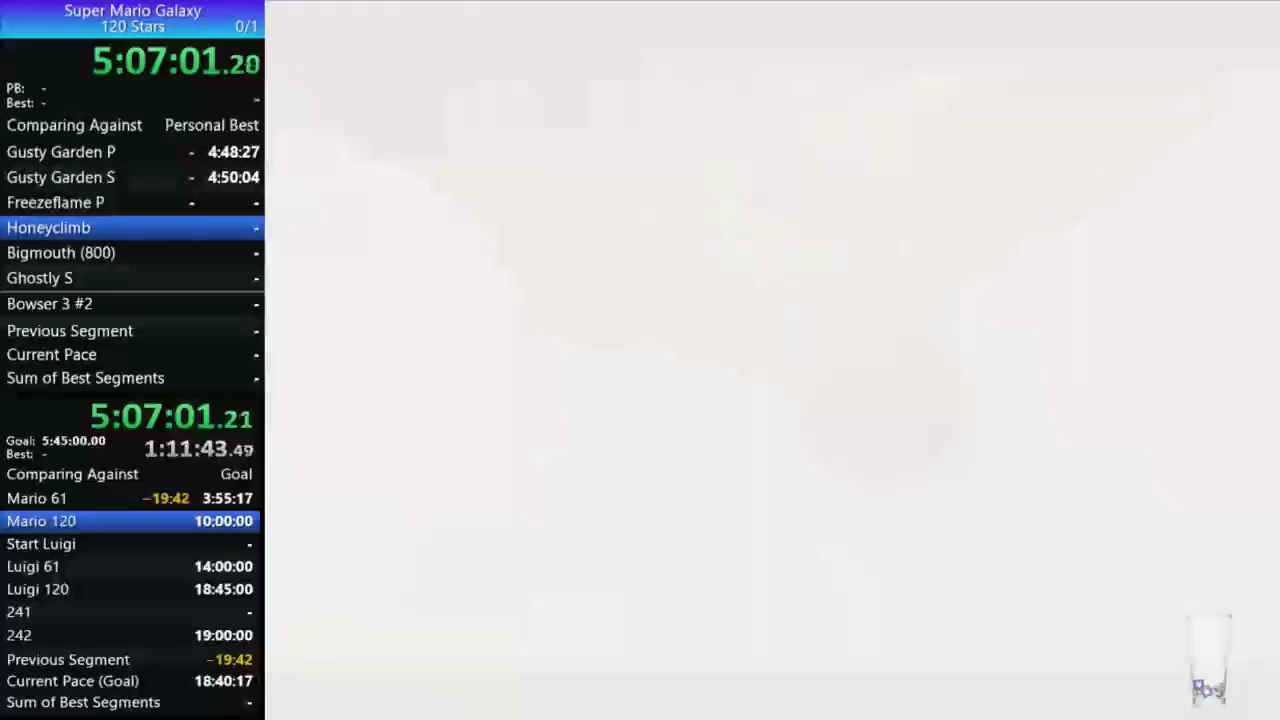 Super Mario Galaxy
120 Stars 0/1
5:07:01.20
PB: -
Best: - -
Comparing Against Personal Best
Gusty Garden P - 4:48:27
Gusty Garden S - 4:50:04
Freezeflame P - -
Honeyclimb -
Bigmouth (800) -
Ghostly S -
Bowser 3 #2 -
Previous Segment -
Current Pace -
Sum of Best Segments -
5:07:01.21
Goal: 5:45:00.00
Best: - 1:11:43.49
Comparing Against Goal
Mario 61 −19:42 3:55:17
Mario 120 10:00:00
Start Luigi -
Luigi 61 14:00:00
Luigi 120 18:45:00
241 -
242 19:00:00
Previous Segment −19:42
Current Pace (Goal) 18:40:17
Sum of Best Segments -